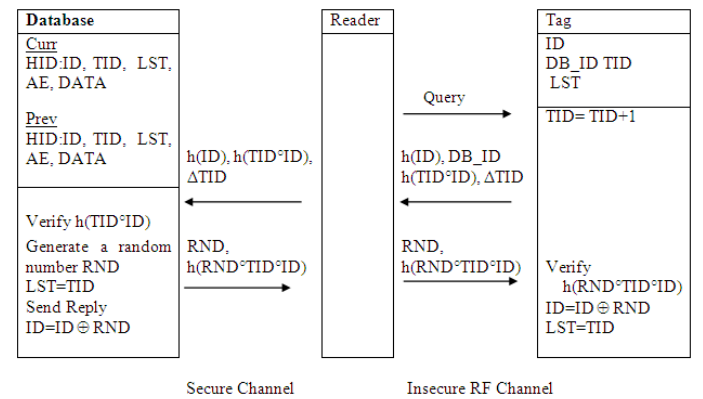 Database
Curr
HID:ID, TID, LST,
AE, DATA
Prev
HID:ID, TID, LST,
AE, DATA
Verify h(TID°ID)
Generate a random
number RND
LST=TID
Send Reply
ID=ID⊕RND
h(ID), h(TID°ID),
ΔTID
RND,
h(RND°TID°ID)
Reader
Query
h(ID), DB_ID
h(TID°ID), ΔTID
RND,
h(RND°TID°ID)
Tag
ID
DB_ID TID
LST
TID= TID+1
Verify
h(RND°TID°ID)
ID=ID⊕RND
LST=TID
Secure Channel
Insecure RF Channel